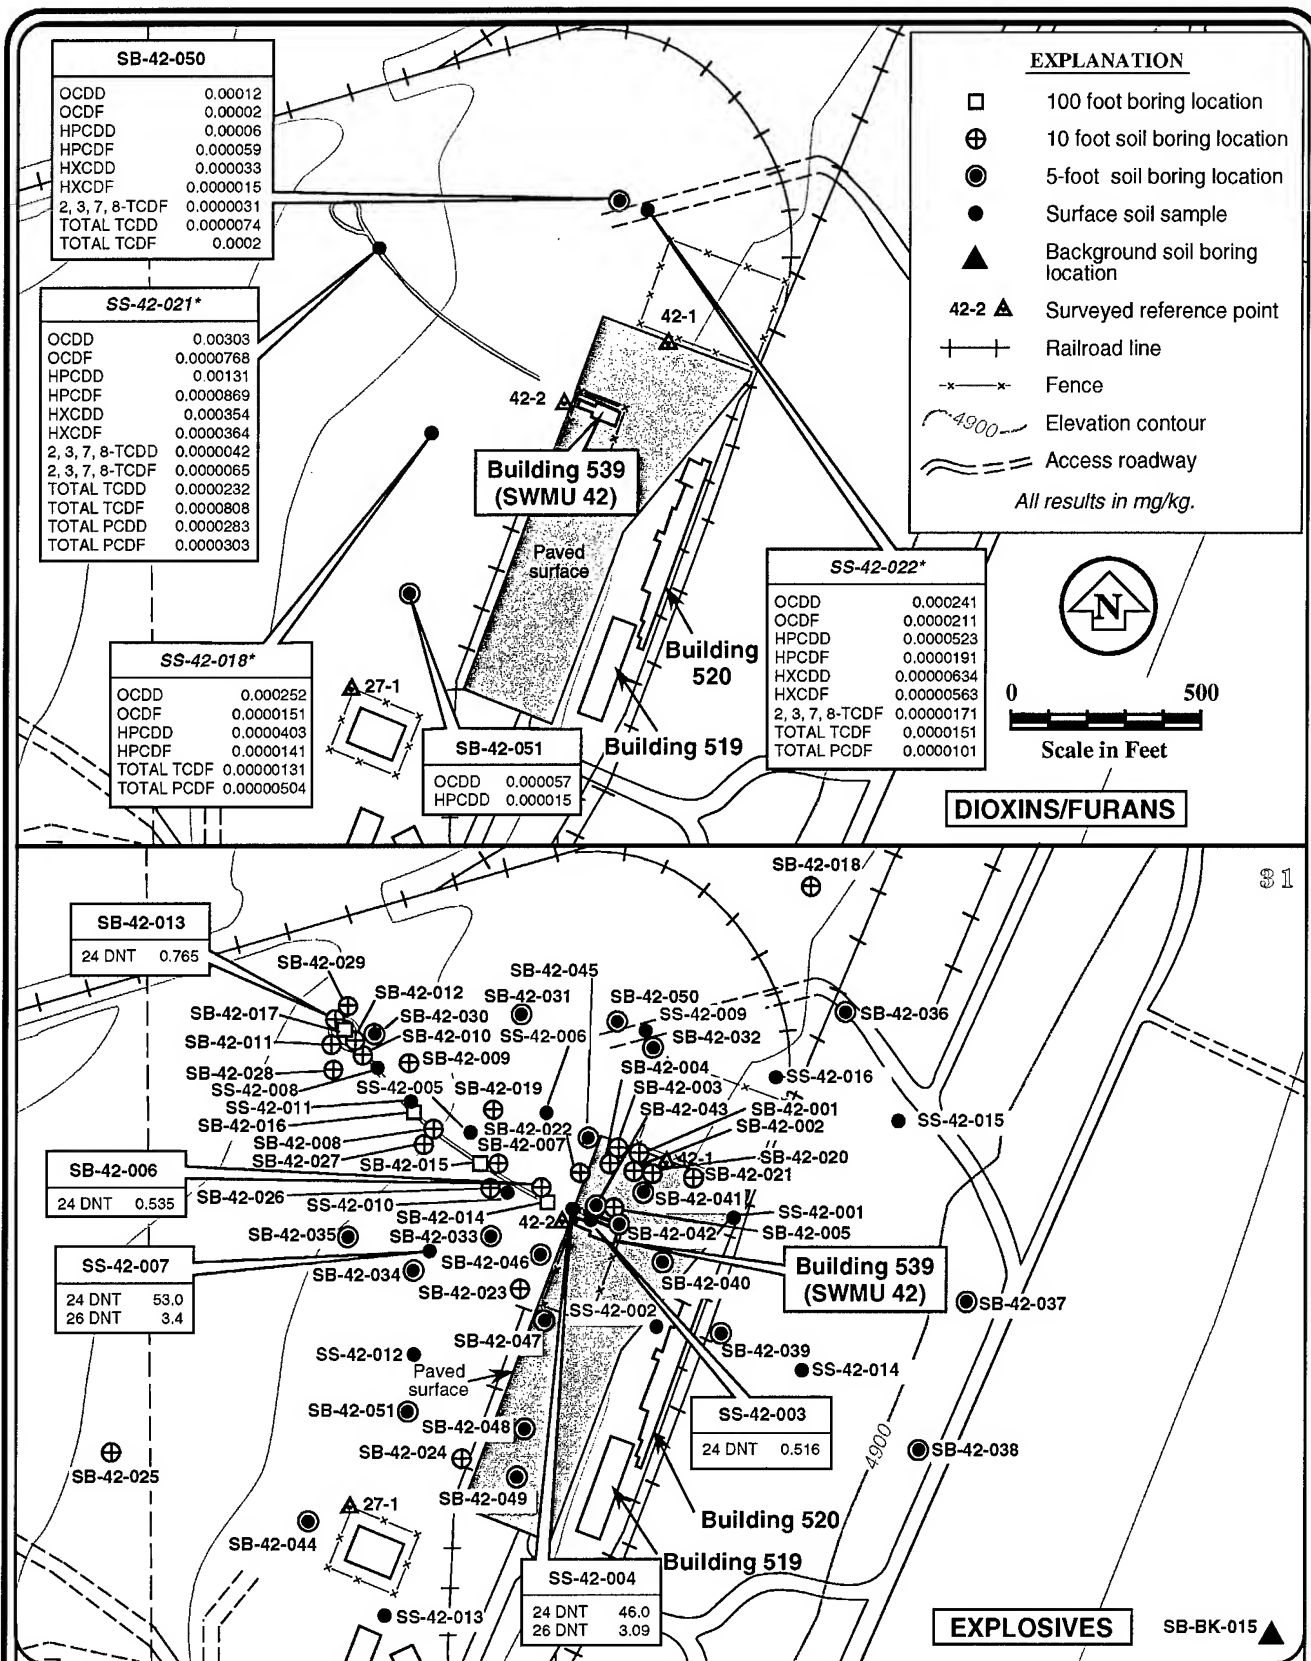 SB-42-050
OCDD 0.00012
OCDF 0.00002
HPCDD 0.00006
HPCDF 0.000059
HXCDD 0.000033
HXCDF 0.0000015
2, 3, 7, 8-TCDF 0.0000031
TOTAL TCDD 0.0000074
TOTAL TCDF 0.0002
SS-42-021*
OCDD 0.00303
OCDF 0.0000768
HPCDD 0.00131
HPCDF 0.0000869
HXCDD 0.000354
HXCDF 0.0000364
2, 3, 7, 8-TCDD 0.0000042
2, 3, 7, 8-TCDF 0.0000065
TOTAL TCDD 0.0000232
TOTAL TCDF 0.0000808
TOTAL PCDD 0.0000283
TOTAL PCDF 0.0000303
SS-42-018*
OCDD 0.000252
OCDF 0.0000151
HPCDD 0.0000403
HPCDF 0.0000141
TOTAL TCDF 0.00000131
TOTAL PCDF 0.00000504
42-1
42-2
Building 539
(SWMU 42)
Paved
surface
Building
520
Building 519
27-1
SB-42-051
OCDD 0.000057
HPCDD 0.000015
SS-42-022*
OCDD 0.000241
OCDF 0.0000211
HPCDD 0.0000523
HPCDF 0.0000191
HXCDD 0.00000634
HXCDF 0.00000563
2, 3, 7, 8-TCDF 0.00000171
TOTAL TCDF 0.0000151
TOTAL PCDF 0.0000101
EXPLANATION
100 foot boring location
10 foot soil boring location
5-foot soil boring location
Surface soil sample
Background soil boring
location
42-2 Surveyed reference point
Railroad line
Fence
4900 Elevation contour
Access roadway
All results in mg/kg.
N
0 500
Scale in Feet
DIOXINS/FURANS
31
SB-42-018
SB-42-013
24 DNT 0.765
SB-42-029
SB-42-012
SB-42-045
SB-42-031
SB-42-050
SB-42-017
SB-42-030
SS-42-009
SB-42-036
SB-42-011
SB-42-010
SS-42-006
SB-42-032
SB-42-009
SB-42-004
SB-42-028
SS-42-016
SS-42-008
SS-42-005
SB-42-019
SB-42-003
SS-42-011
SB-42-043
SB-42-001
SB-42-016
SB-42-022
SB-42-002
SS-42-015
SB-42-008
SB-42-007
SB-42-027
SB-42-015
42-1
SB-42-020
SB-42-021
SB-42-006
24 DNT 0.535
SB-42-026
SS-42-010
SB-42-041
SB-42-014
SS-42-001
42-2
SB-42-042
SB-42-005
SB-42-035
SB-42-033
SB-42-046
SS-42-007
24 DNT 53.0
26 DNT 3.4
SB-42-034
SB-42-023
SB-42-040
Building 539
(SWMU 42)
SB-42-037
SS-42-002
SB-42-047
SB-42-039
SS-42-012
Paved
surface
SS-42-014
SB-42-051
SB-42-048
SS-42-003
24 DNT 0.516
SB-42-024
4900
SB-42-038
SB-42-025
SB-42-049
27-1
Building 520
SB-42-044
Building 519
SS-42-004
24 DNT 46.0
26 DNT 3.09
SS-42-013
EXPLOSIVES
SB-BK-015